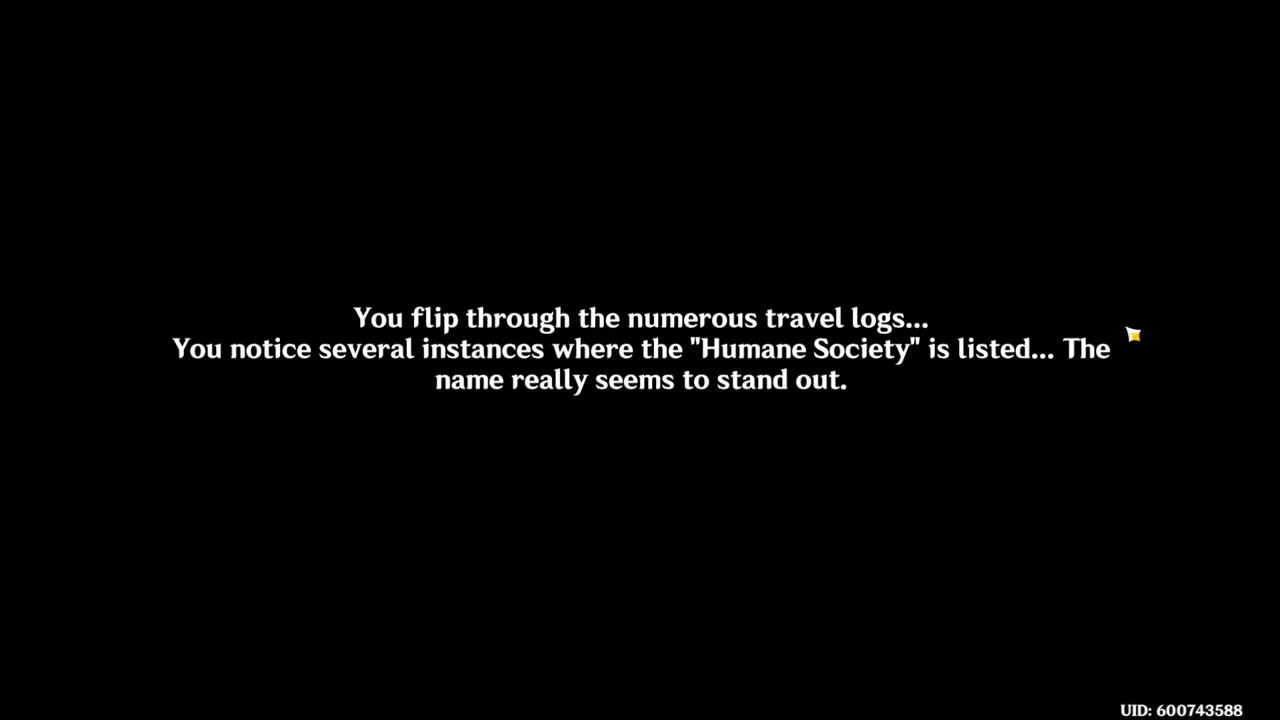 You flip through the numerous travel logs...
You notice several instances where the "Humane Society" is listed... The
name really seems to stand out.
UID: 600743588